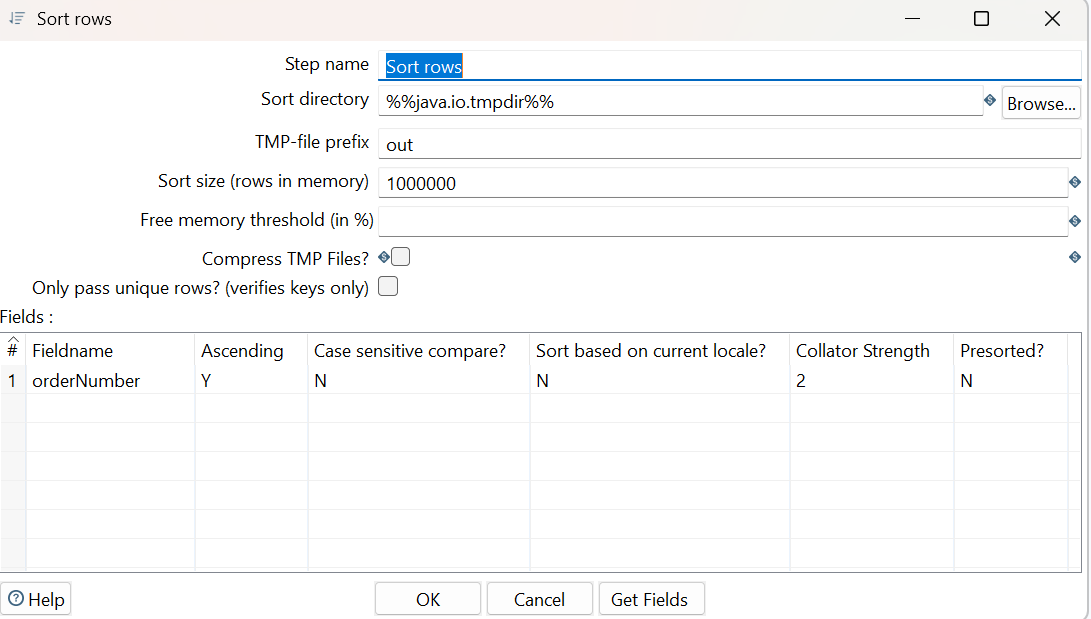 Sort rows
Step name Sort rows
Sort directory %%java.io.tmpdir%% Browse...
TMP-file prefix out
Sort size (rows in memory) 1000000
Free memory threshold (in %)
Compress TMP Files?
Only pass unique rows? (verifies keys only)
Fields :
# Fieldname Ascending Case sensitive compare? Sort based on current locale? Collator Strength Presorted?
1 orderNumber Y N N 2 N
Help OK Cancel Get Fields